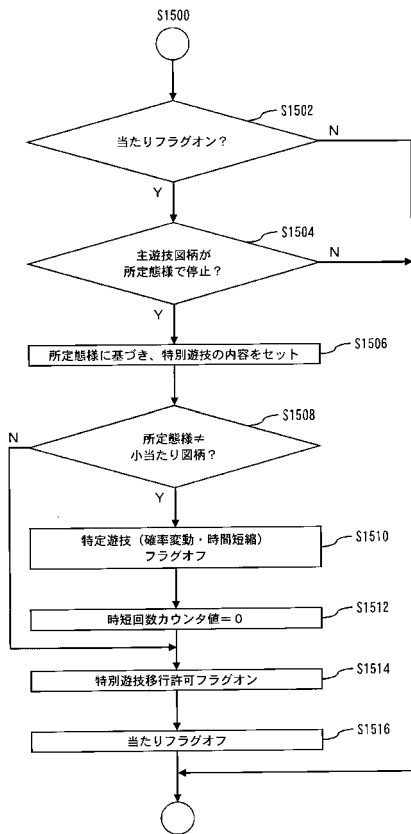 S1500
S1502
当たりフラグオン?
N
Y
S1504
主遊技図柄が
所定態様で停止?
N
Y
S1506
所定態様に基づき、特別遊技の内容をセット
S1508
N
所定態様≠
小当たり図柄?
Y
S1510
特定遊技(確率変動・時間短縮)
フラグオフ
S1512
時短回数カウンタ値=0
S1514
特別遊技移行許可フラグオン
S1516
当たりフラグオフ